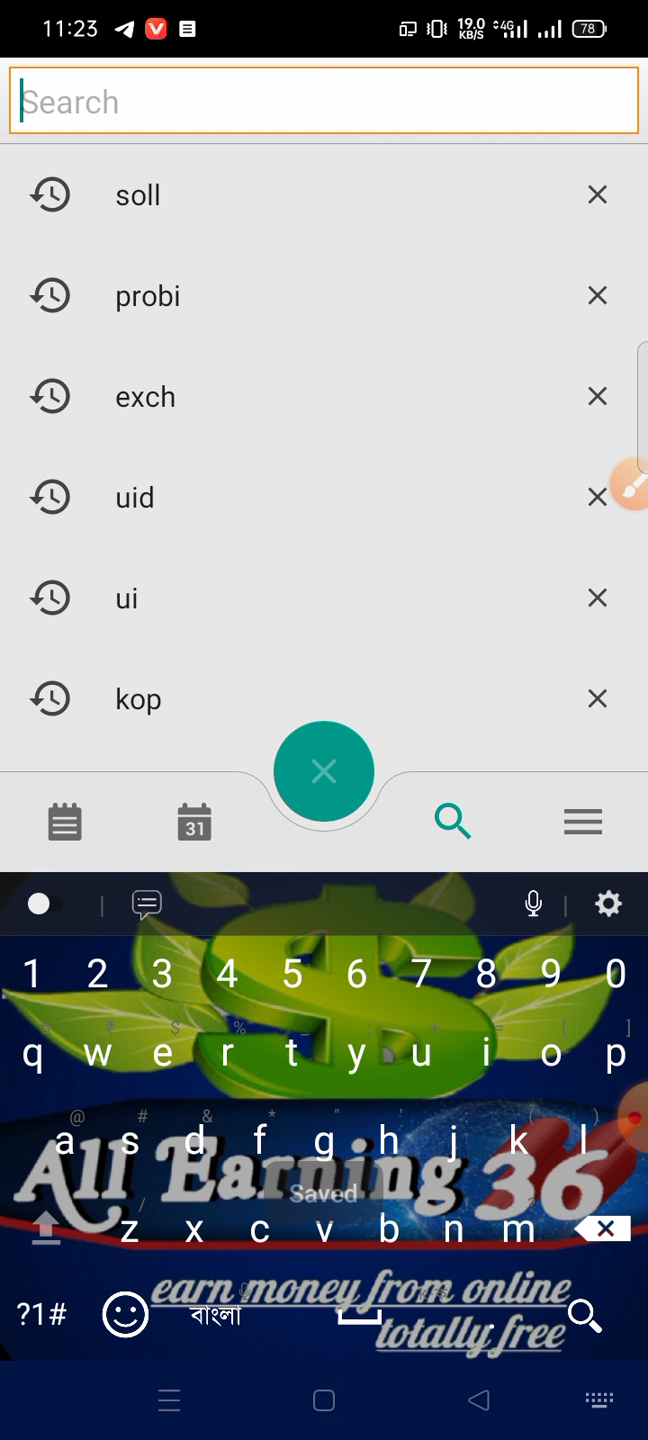 11:23 19.0 KB/S 4G 78
Search
soll
probi
exch
uid
ui
kop
31
1 2 3 4 5 6 7 8 9 0
% - + = [ ]
q w e r t y u i o p
@ # & * " ' ( )
a s d f g h j k l
All Earning 36
Saved
z x c v b n m
earn money from online
?1# বাংলা .
totally free